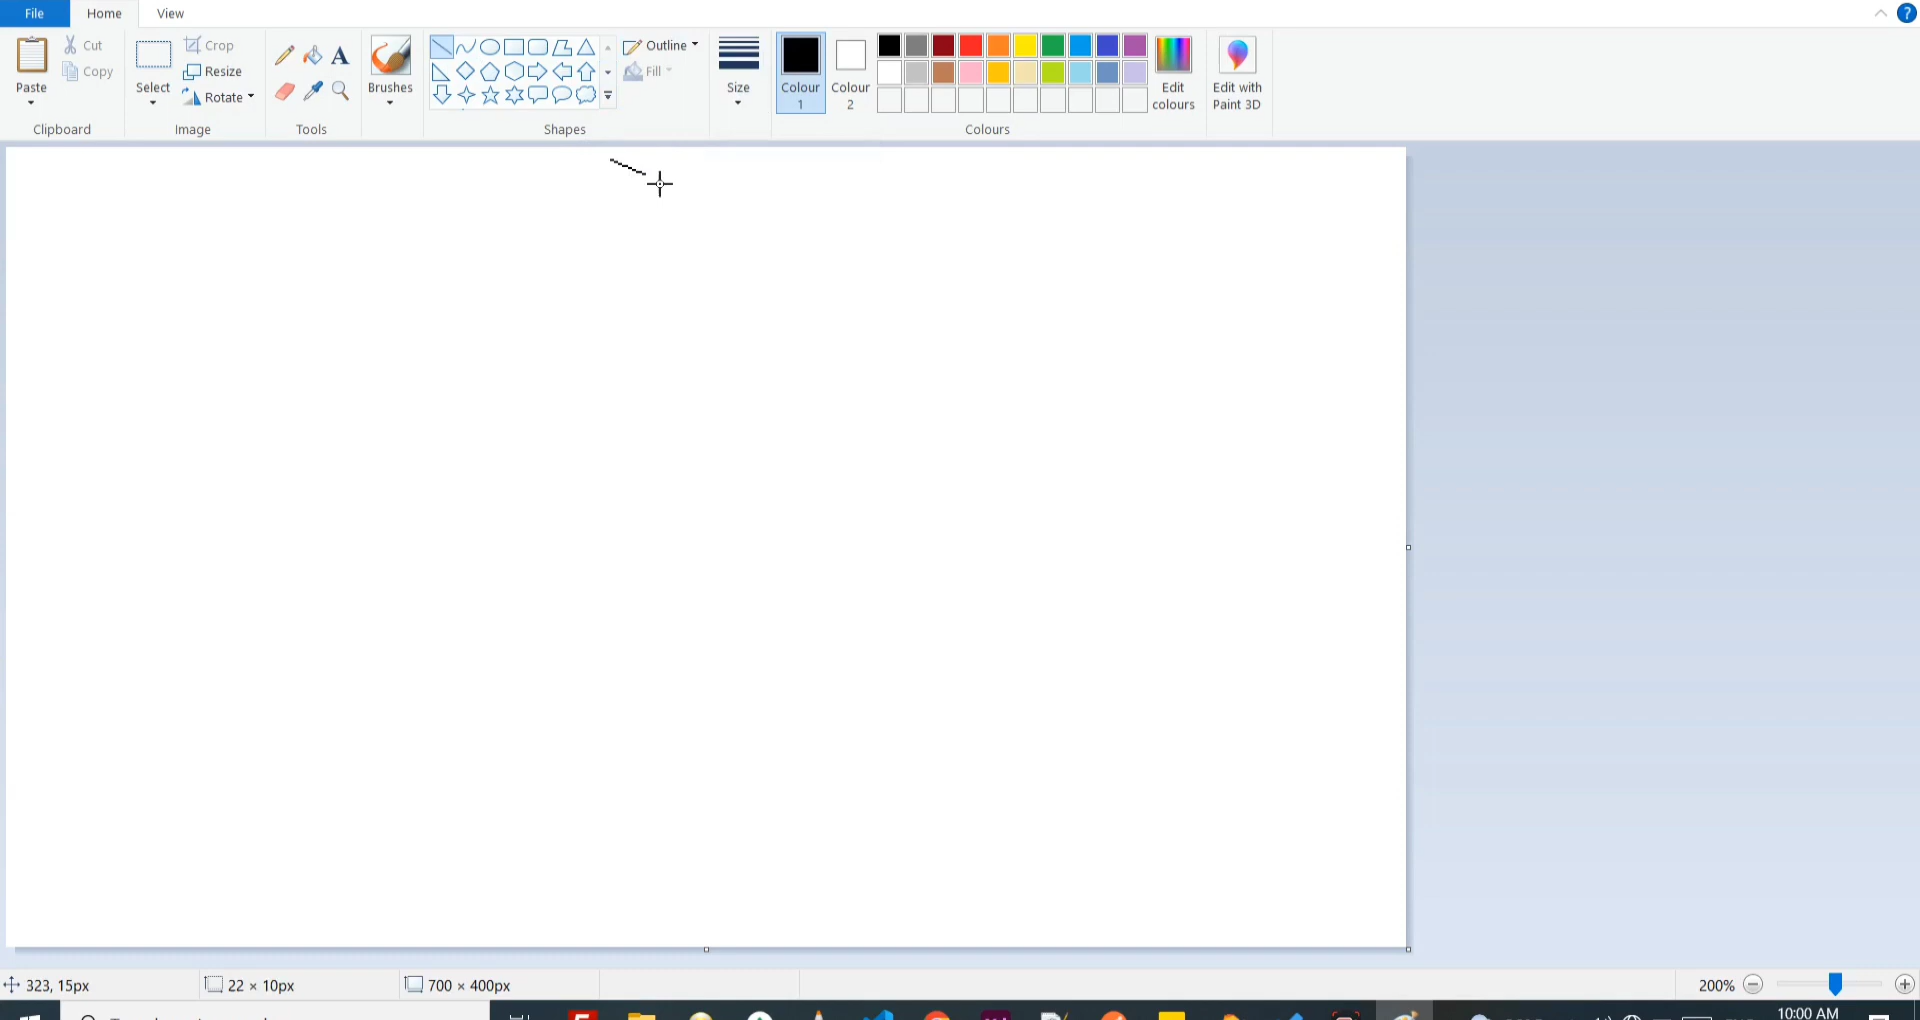 File Home View
Paste Cut Copy Clipboard
Select Crop Resize Rotate Image
Tools
Brushes
Outline Fill Shapes
Size
Colour 1 Colour 2 Edit colours Colours
Edit with Paint 3D
323, 15px 22 × 10px 700 × 400px 200%
10:00 AM